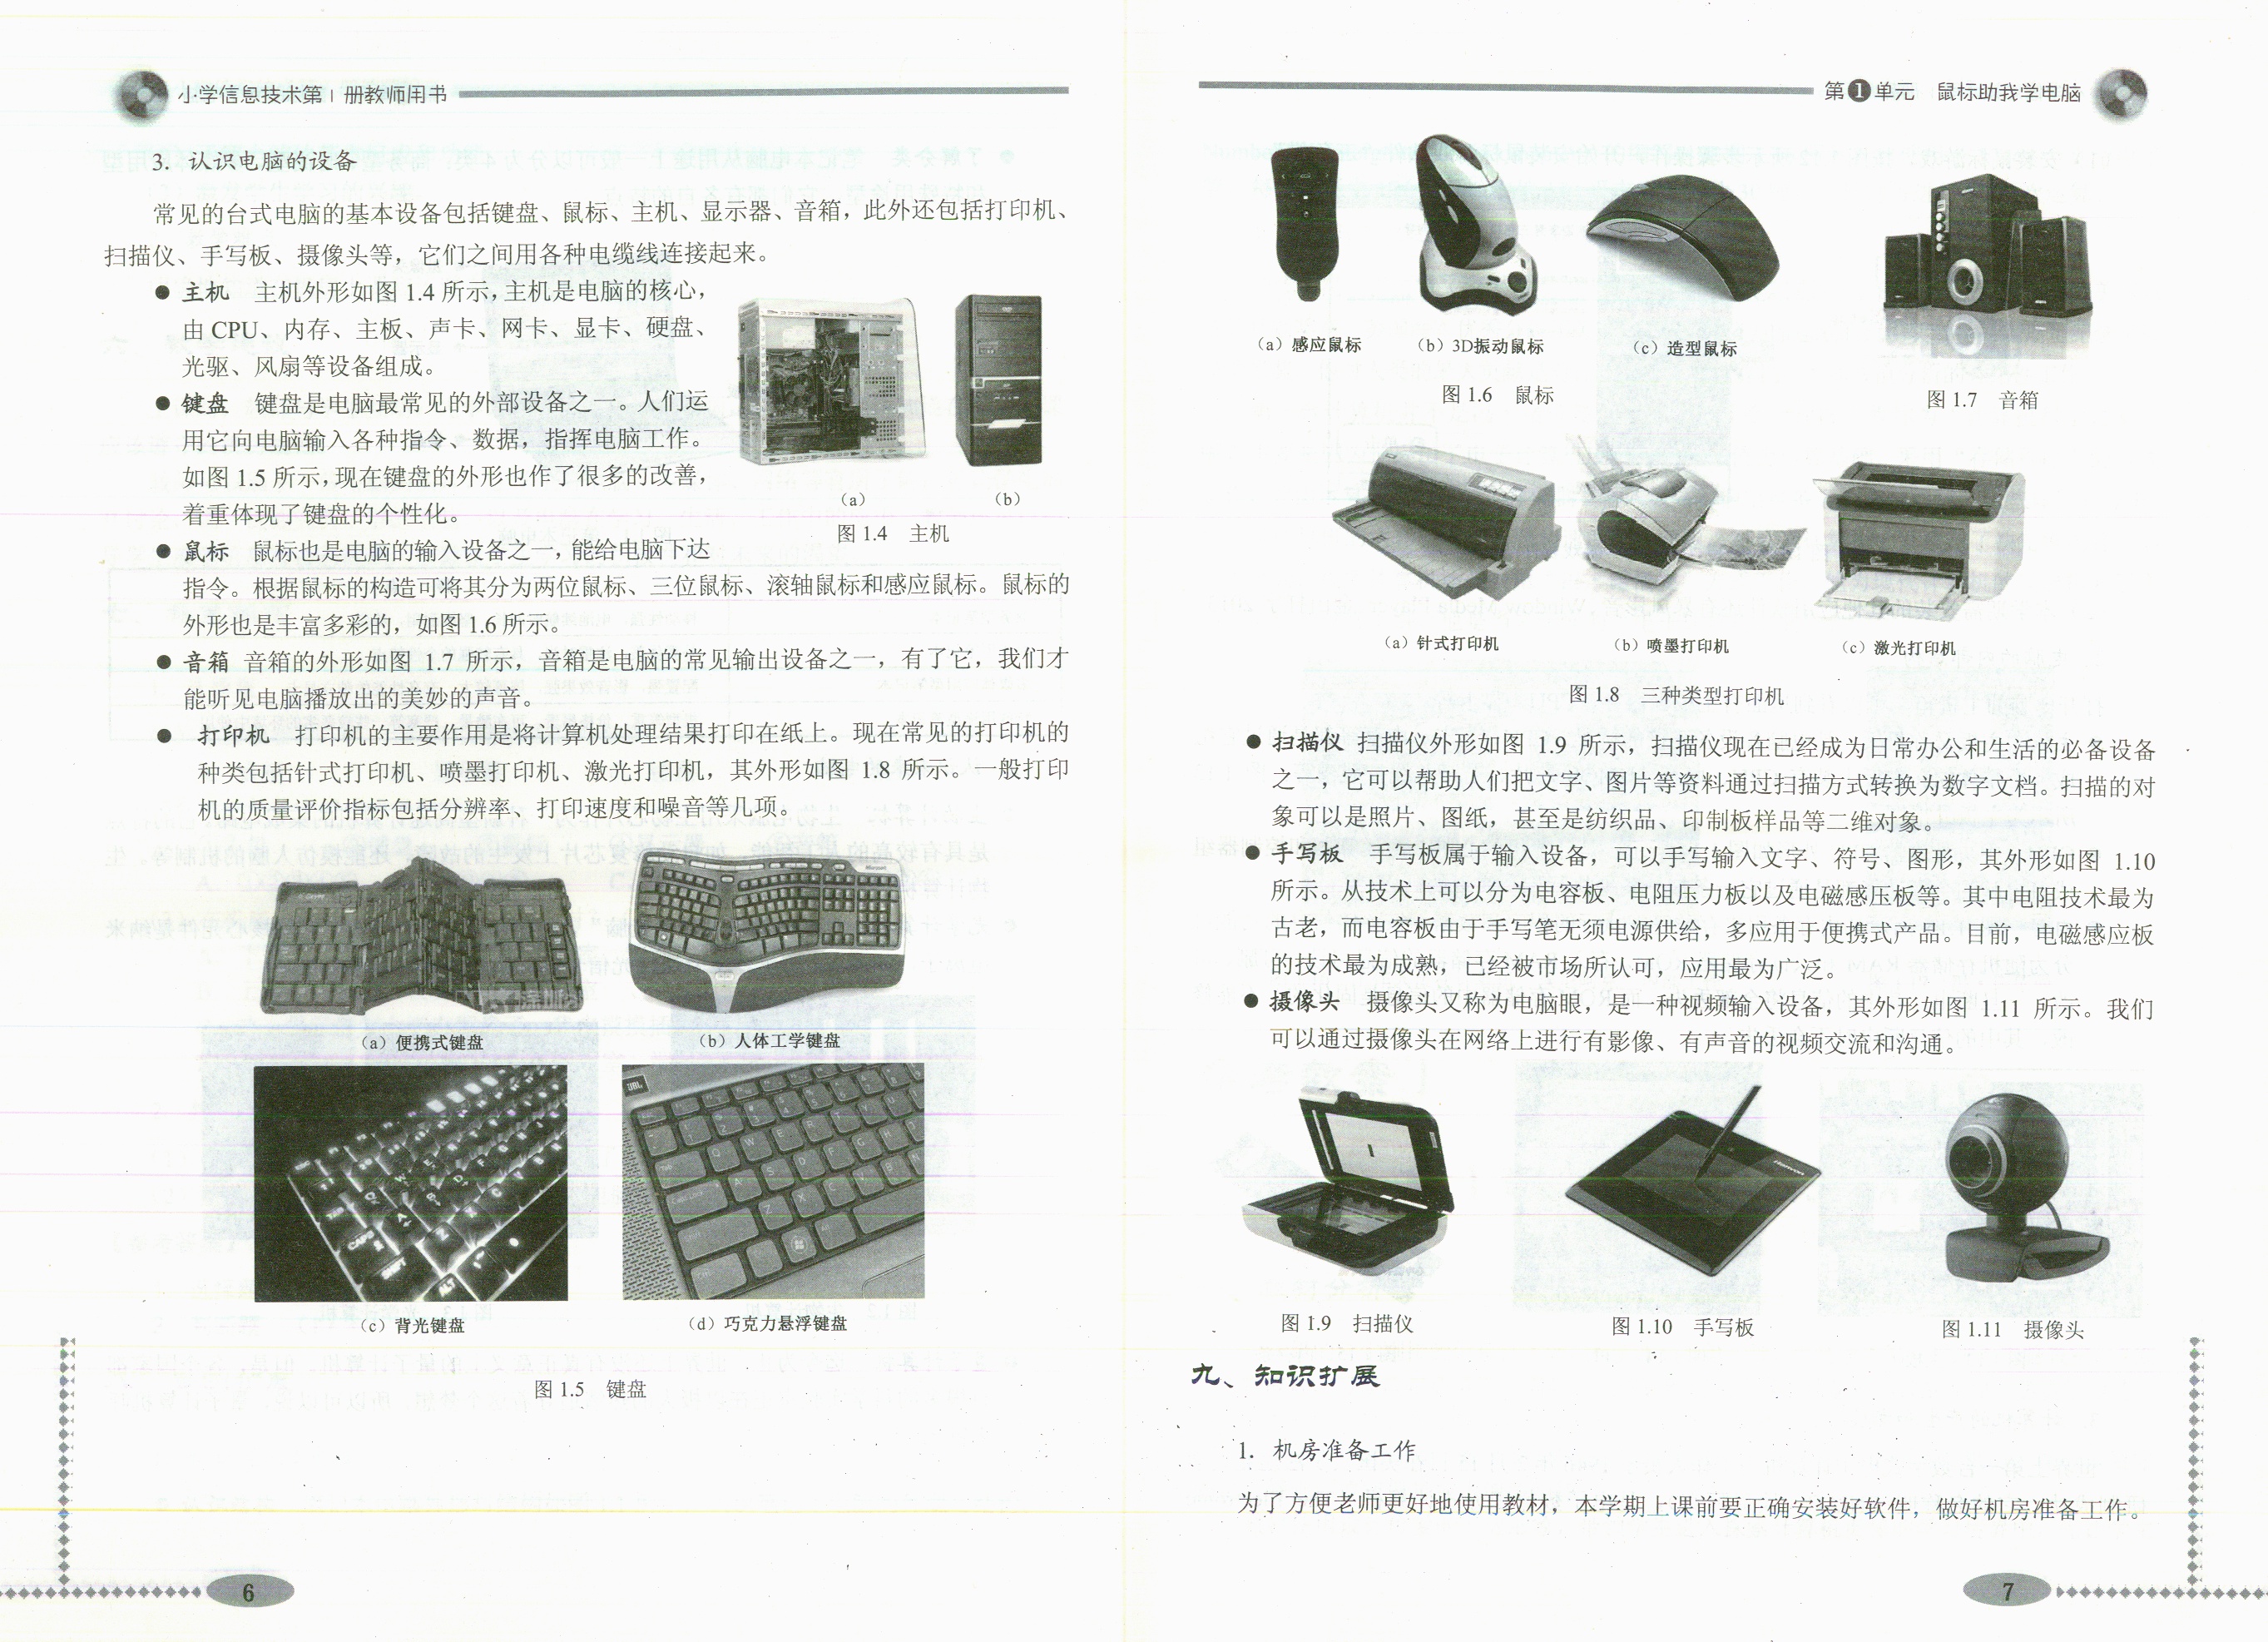 小学信息技术第1册教师用书
3. 认识电脑的设备
常见的台式电脑的基本设备包括键盘、鼠标、主机、显示器、音箱，此外还包括打印机、
扫描仪、手写板、摄像头等，它们之间用各种电缆线连接起来。
● 主机 主机外形如图 1.4 所示，主机是电脑的核心，
由 CPU、内存、主板、声卡、网卡、显卡、硬盘、
光驱、风扇等设备组成。
● 键盘 键盘是电脑最常见的外部设备之一。人们运
用它向电脑输入各种指令、数据，指挥电脑工作。
如图 1.5 所示，现在键盘的外形也作了很多的改善，
着重体现了键盘的个性化。
(a) (b)
图 1.4 主机
● 鼠标 鼠标也是电脑的输入设备之一，能给电脑下达
指令。根据鼠标的构造可将其分为两位鼠标、三位鼠标、滚轴鼠标和感应鼠标。鼠标的
外形也是丰富多彩的，如图 1.6 所示。
● 音箱 音箱的外形如图 1.7 所示，音箱是电脑的常见输出设备之一，有了它，我们才
能听见电脑播放出的美妙的声音。
● 打印机 打印机的主要作用是将计算机处理结果打印在纸上。现在常见的打印机的
种类包括针式打印机、喷墨打印机、激光打印机，其外形如图 1.8 所示。一般打印
机的质量评价指标包括分辨率、打印速度和噪音等几项。
(a) 便携式键盘 (b) 人体工学键盘
JBL
(c) 背光键盘 (d) 巧克力悬浮键盘
图 1.5 键盘
6
第1单元 鼠标助我学电脑
(a) 感应鼠标 (b) 3D振动鼠标 (c) 造型鼠标
图 1.6 鼠标 图 1.7 音箱
(a) 针式打印机 (b) 喷墨打印机 (c) 激光打印机
图 1.8 三种类型打印机
● 扫描仪 扫描仪外形如图 1.9 所示，扫描仪现在已经成为日常办公和生活的必备设备
之一，它可以帮助人们把文字、图片等资料通过扫描方式转换为数字文档。扫描的对
象可以是照片、图纸，甚至是纺织品、印制板样品等二维对象。
● 手写板 手写板属于输入设备，可以手写输入文字、符号、图形，其外形如图 1.10
所示。从技术上可以分为电容板、电阻压力板以及电磁感压板等。其中电阻技术最为
古老，而电容板由于手写笔无须电源供给，多应用于便携式产品。目前，电磁感应板
的技术最为成熟，已经被市场所认可，应用最为广泛。
● 摄像头 摄像头又称为电脑眼，是一种视频输入设备，其外形如图 1.11 所示。我们
可以通过摄像头在网络上进行有影像、有声音的视频交流和沟通。
图 1.9 扫描仪 图 1.10 手写板 图 1.11 摄像头
九、知识扩展
1. 机房准备工作
为了方便老师更好地使用教材，本学期上课前要正确安装好软件，做好机房准备工作。
7